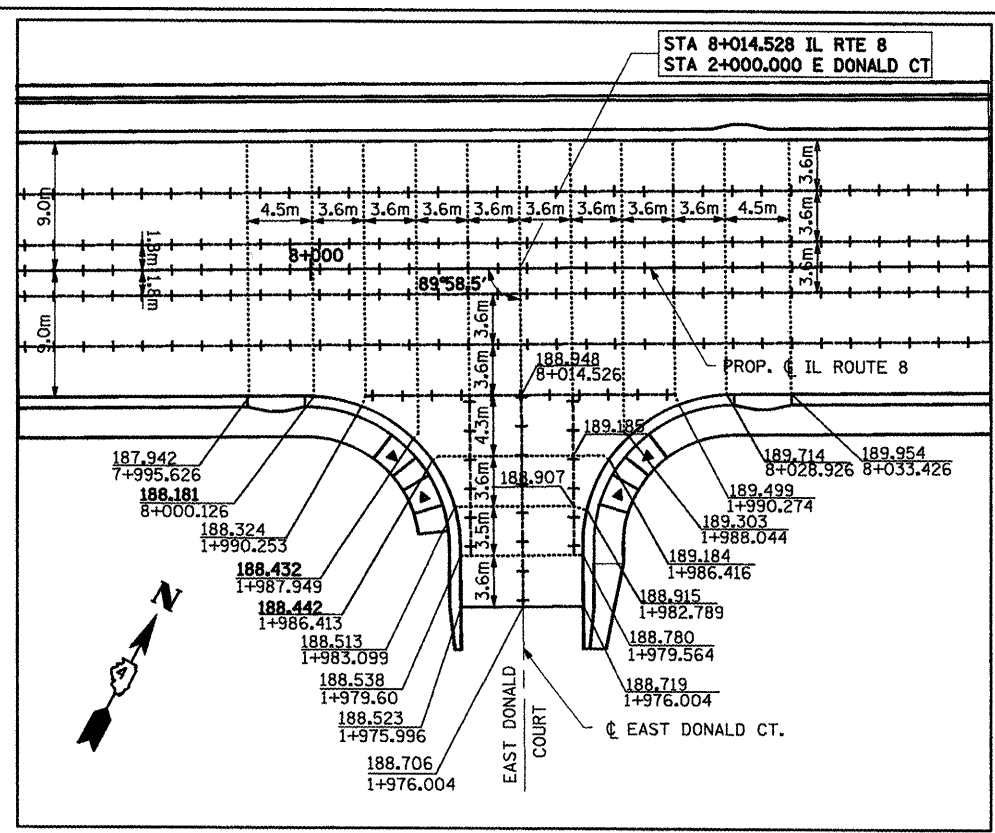 STA 8+014.528 IL RTE 8
STA 2+000.000 E DONALD CT
9.0m
3.6m
4.5m 3.6m 3.6m 3.6m 3.6m 3.6m 3.6m 3.6m 4.5m
3.6m
1.8m
8+000
1.8m
89°58.5'
3.6m
9.0m
3.6m
3.6m
188.948
8+014.526
PROP. ℄ IL ROUTE 8
4.3m
189.185
187.942
7+995.626
189.714
8+028.926
189.954
8+033.426
188.907
3.6m
188.181
8+000.126
189.499
1+990.274
188.324
1+990.253
3.5m
189.303
1+988.044
188.432
1+987.949
189.184
1+986.416
3.6m
188.442
1+986.413
188.915
1+982.789
188.513
1+983.099
188.780
1+979.564
188.538
1+979.60
188.719
1+976.004
188.523
1+975.996
N
4
EAST DONALD
COURT
℄ EAST DONALD CT.
188.706
1+976.004